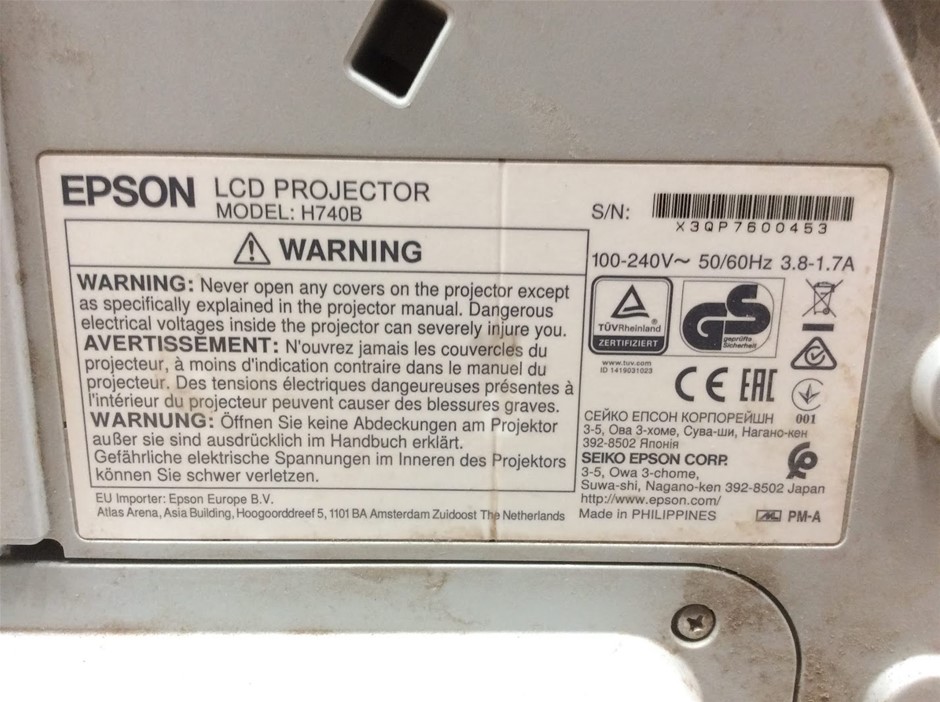 EPSON LCD PROJECTOR
MODEL: H740B
S/N: X3QP7600453
100-240V~ 50/60Hz 3.8-1.7A
WARNING
WARNING: Never open any covers on the projector except
as specifically explained in the projector manual. Dangerous
electrical voltages inside the projector can severely injure you.
AVERTISSEMENT: N'ouvrez jamais les couvercles du
projecteur, à moins d'indication contraire dans le manuel du
projecteur. Des tensions électriques dangeureuses présentes à
l'intérieur du projecteur peuvent causer des blessures graves.
WARNUNG: Öffnen Sie keine Abdeckungen am Projektor
außer sie sind ausdrücklich im Handbuch erklärt.
Gefährliche elektrische Spannungen im Inneren des Projektors
können Sie schwer verletzen.
EU Importer: Epson Europe B.V.
Atlas Arena, Asia Building, Hoogoorddreef 5, 1101 BA Amsterdam Zuidoost The Netherlands
TÜVRheinland
ZERTIFIZIERT
www.tuv.com
ID 1419031023
GS
geprüfte
Sicherheit
CE EAC
001
СЕЙКО ЕПСОН КОРПОРЕЙШН
3-5, Ова 3-хоме, Сува-ши, Нагано-кен
392-8502 Японія
SEIKO EPSON CORP.
3-5, Owa 3-chome,
Suwa-shi, Nagano-ken 392-8502 Japan
http://www.epson.com/
Made in PHILIPPINES
PM-A